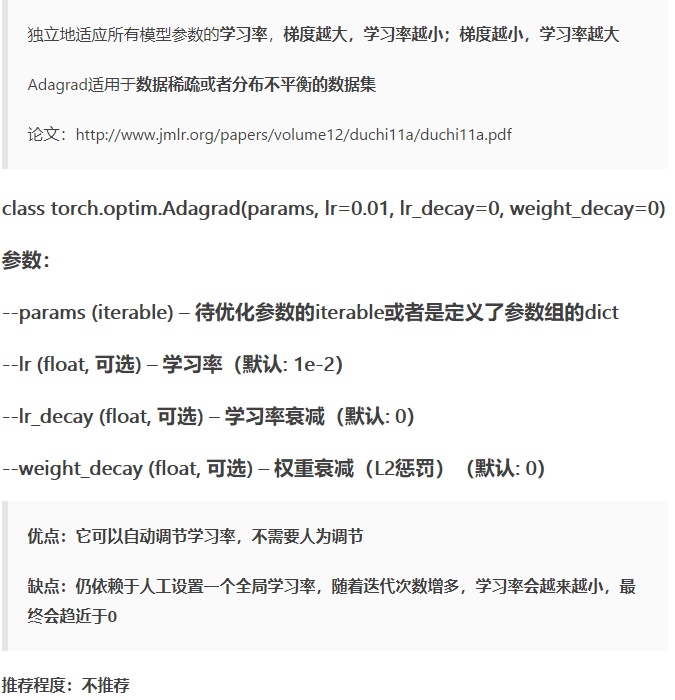 独立地适应所有模型参数的学习率，梯度越大，学习率越小；梯度越小，学习率越大
Adagrad适用于数据稀疏或者分布不平衡的数据集
论文：http://www.jmlr.org/papers/volume12/duchi11a/duchi11a.pdf
class torch.optim.Adagrad(params, lr=0.01, lr_decay=0, weight_decay=0)
参数：
--params (iterable) – 待优化参数的iterable或者是定义了参数组的dict
--lr (float, 可选) – 学习率（默认: 1e-2）
--lr_decay (float, 可选) – 学习率衰减（默认: 0）
--weight_decay (float, 可选) – 权重衰减（L2惩罚）（默认: 0）
优点：它可以自动调节学习率，不需要人为调节
缺点：仍依赖于人工设置一个全局学习率，随着迭代次数增多，学习率会越来越小，最
终会趋近于0
推荐程度：不推荐